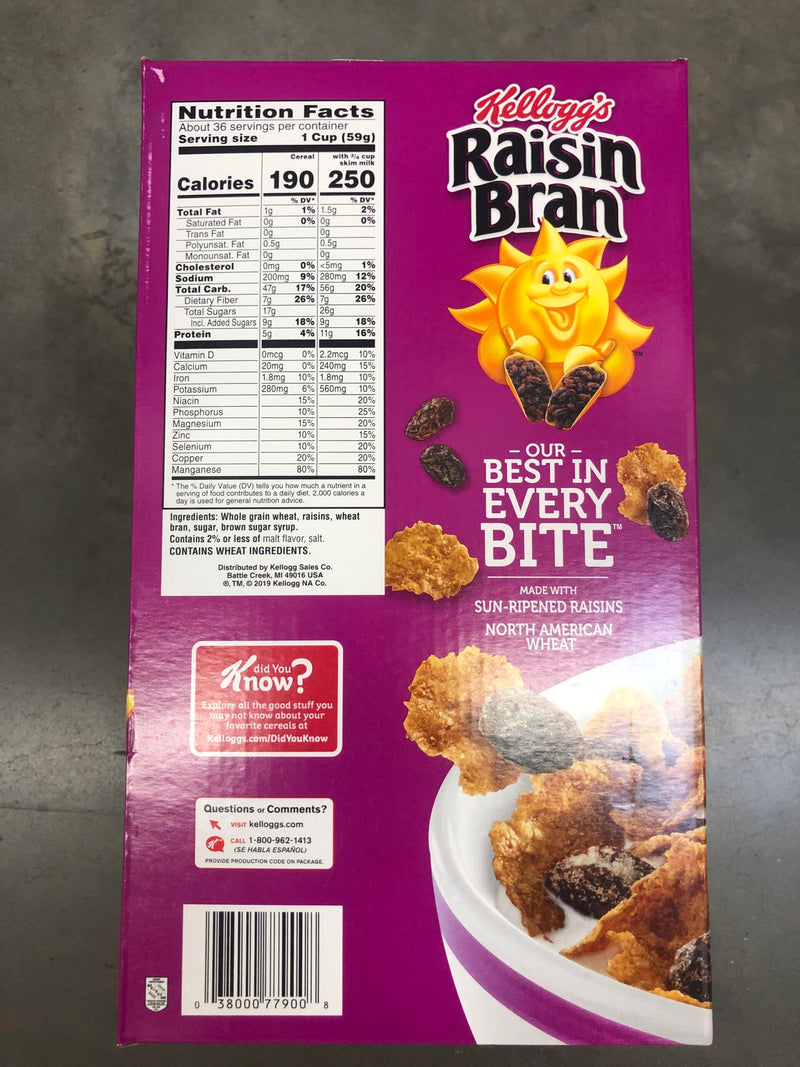 Nutrition Facts
About 36 servings per container
Serving size 1 Cup (59g)
Cereal with 3/4 cup skim milk
Calories 190 250
% DV* % DV*
Total Fat 1g 1% 1.5g 2%
Saturated Fat 0g 0% 0g 0%
Trans Fat 0g 0g
Polyunsat. Fat 0.5g 0.5g
Monounsat. Fat 0g 0g
Cholesterol 0mg 0% <5mg 1%
Sodium 200mg 9% 280mg 12%
Total Carb. 47g 17% 56g 20%
Dietary Fiber 7g 26% 7g 26%
Total Sugars 17g 26g
Incl. Added Sugars 9g 18% 9g 18%
Protein 5g 4% 11g 16%
Vitamin D 0mcg 0% 2.2mcg 10%
Calcium 20mg 0% 240mg 15%
Iron 1.8mg 10% 1.8mg 10%
Potassium 280mg 6% 560mg 10%
Niacin 15% 20%
Phosphorus 10% 25%
Magnesium 15% 20%
Zinc 10% 15%
Selenium 10% 20%
Copper 20% 20%
Manganese 80% 80%
* The % Daily Value (DV) tells you how much a nutrient in a
serving of food contributes to a daily diet. 2,000 calories a
day is used for general nutrition advice.
Ingredients: Whole grain wheat, raisins, wheat
bran, sugar, brown sugar syrup.
Contains 2% or less of malt flavor, salt.
CONTAINS WHEAT INGREDIENTS.
Distributed by Kellogg Sales Co.
Battle Creek, MI 49016 USA
®, TM, © 2019 Kellogg NA Co.
did You
Know?
Explore all the good stuff you
may not know about your
favorite cereals at
Kelloggs.com/DidYouKnow
Questions or Comments?
VISIT kelloggs.com
CALL 1-800-962-1413
(SE HABLA ESPAÑOL)
PROVIDE PRODUCTION CODE ON PACKAGE.
0 38000 77900 8
Kellogg's
Raisin
Bran
TM
– OUR –
BEST IN
EVERY
BITE™
MADE WITH
SUN-RIPENED RAISINS
NORTH AMERICAN
WHEAT